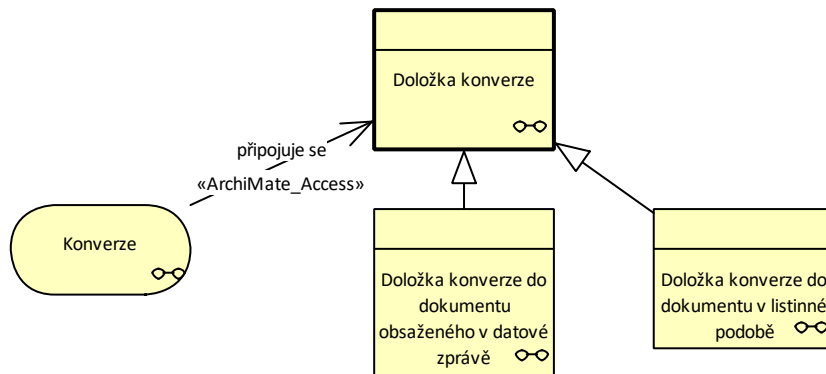 Doložka konverze
připojuje se
«ArchiMate_Access»
Konverze
Doložka konverze do
dokumentu
obsaženého v datové
zprávě
Doložka konverze do
dokumentu v listinné
podobě